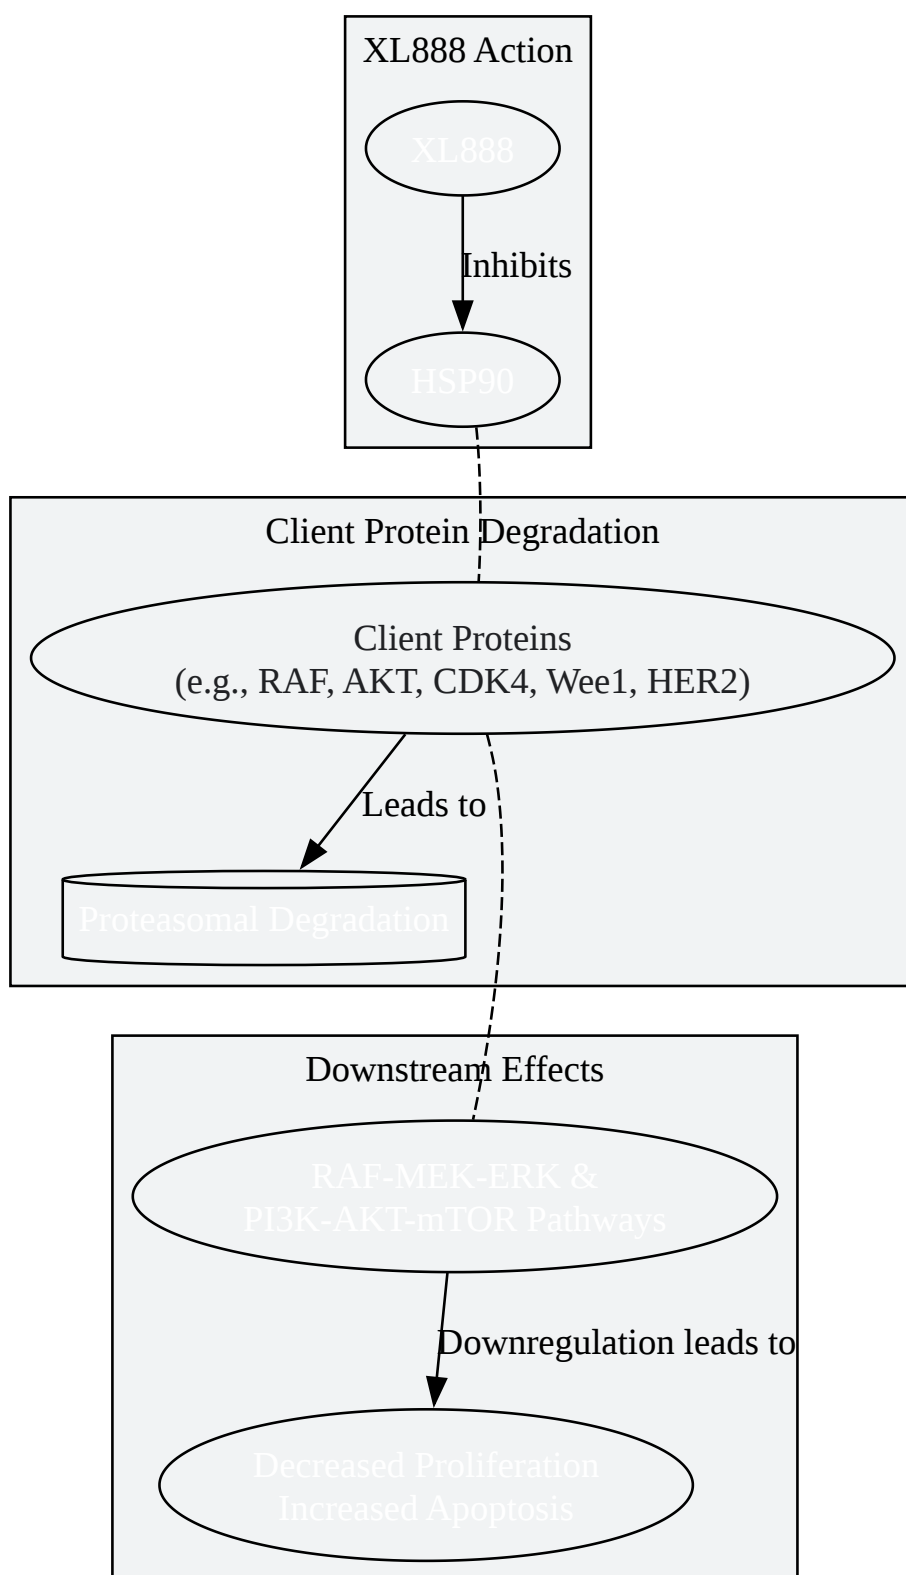 XL888 Action
XL888
Inhibits
HSP90
Client Protein Degradation
Client Proteins
(e.g., RAF, AKT, CDK4, Wee1, HER2)
Leads to
Proteasomal Degradation
Downstream Effects
RAF-MEK-ERK &
PI3K-AKT-mTOR Pathways
Downregulation leads to
Decreased Proliferation
Increased Apoptosis